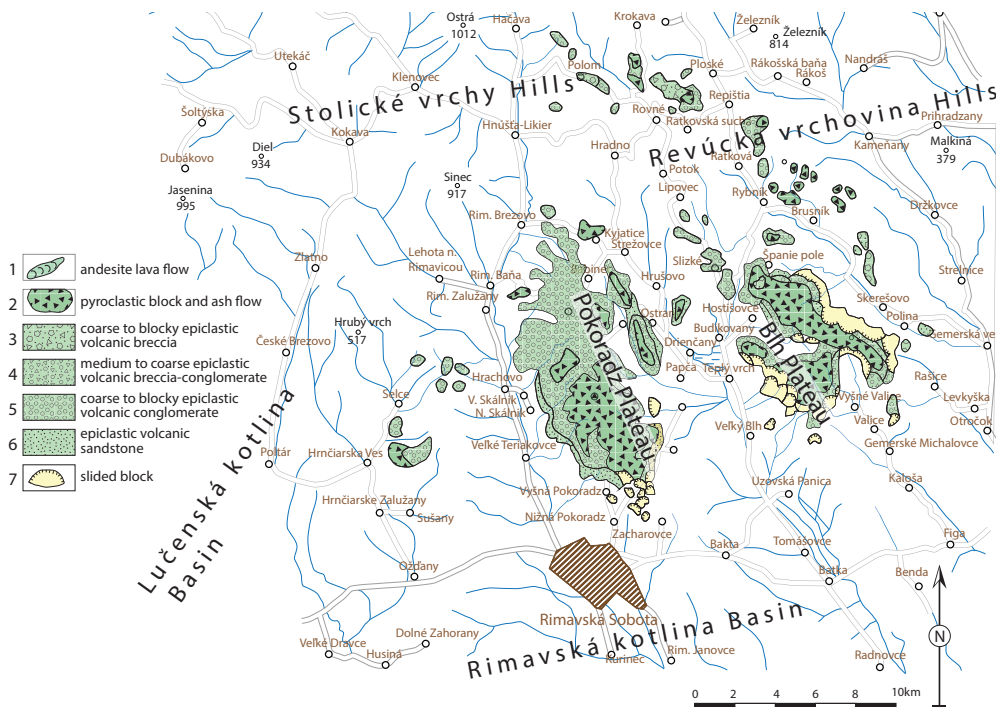 Ostrá
1012
Hačava
Krokava
Železník
Železník
814
Utekáč
Klenovec
Polom
Ploské
Rákošská baňa
Rákoš
Nandráš
Stolické vrchy Hills
Šoltýska
Kokava
Hnúšťa-Likier
Rovné
Repištia
Ratkovská suchá
Prihradzany
Revúcka vrchovina Hills
Dubákovo
Diel
934
Hradno
Kameňany
Malkiná
379
Jasenina
995
Sinec
917
Potok
Ratková
Lipovec
Rybník
Držkovce
Rim. Brezovo
Kyjatice
Brusník
Strežovce
Zlatno
Lehota n.
Rimavicou
Rim. Baňa
Slizké
Španie pole
Strelnice
1 andesite lava flow
Hrušovo
Rim. Zalužany
Hostišovce
Skerešovo
2 pyroclastic block and ash flow
Hrubý vrch
517
Budikovany
Polina
3 coarse to blocky epiclastic
volcanic breccia
České Brezovo
Drienčany
Gemerská ve
4 medium to coarse epiclastic
volcanic breccia-conglomerate
Pokoradz Plateau
Blh Plateau
Papča
Teplý vrch
Rašice
Selce
Hrachovo
V. Skálnik
N. Skálnik
Vyšné Valice
Levkyška
5 coarse to blocky epiclastic
volcanic conglomerate
Valice
Otročok
6 epiclastic volcanic
sandstone
Poltár
Hrnčiarska Ves
Veľké Teriakovce
Veľký Blh
Gemerské Michalovce
7 slided block
Lučenská kotlina
Basin
Vyšná Pokoradz
Uzovská Panica
Kaloša
Hrnčiarske Zalužany
Sušany
Nižná Pokoradz
Zacharovce
Ožďany
Bakta
Tomášovce
Figa
Batka
Benda
Rimavská Sobota
Veľké Dravce
Dolné Zahorany
Husiná
Rimavská kotlina Basin
Kurinec
Rim. Janovce
Radnovce
N
0 2 4 6 8 10km